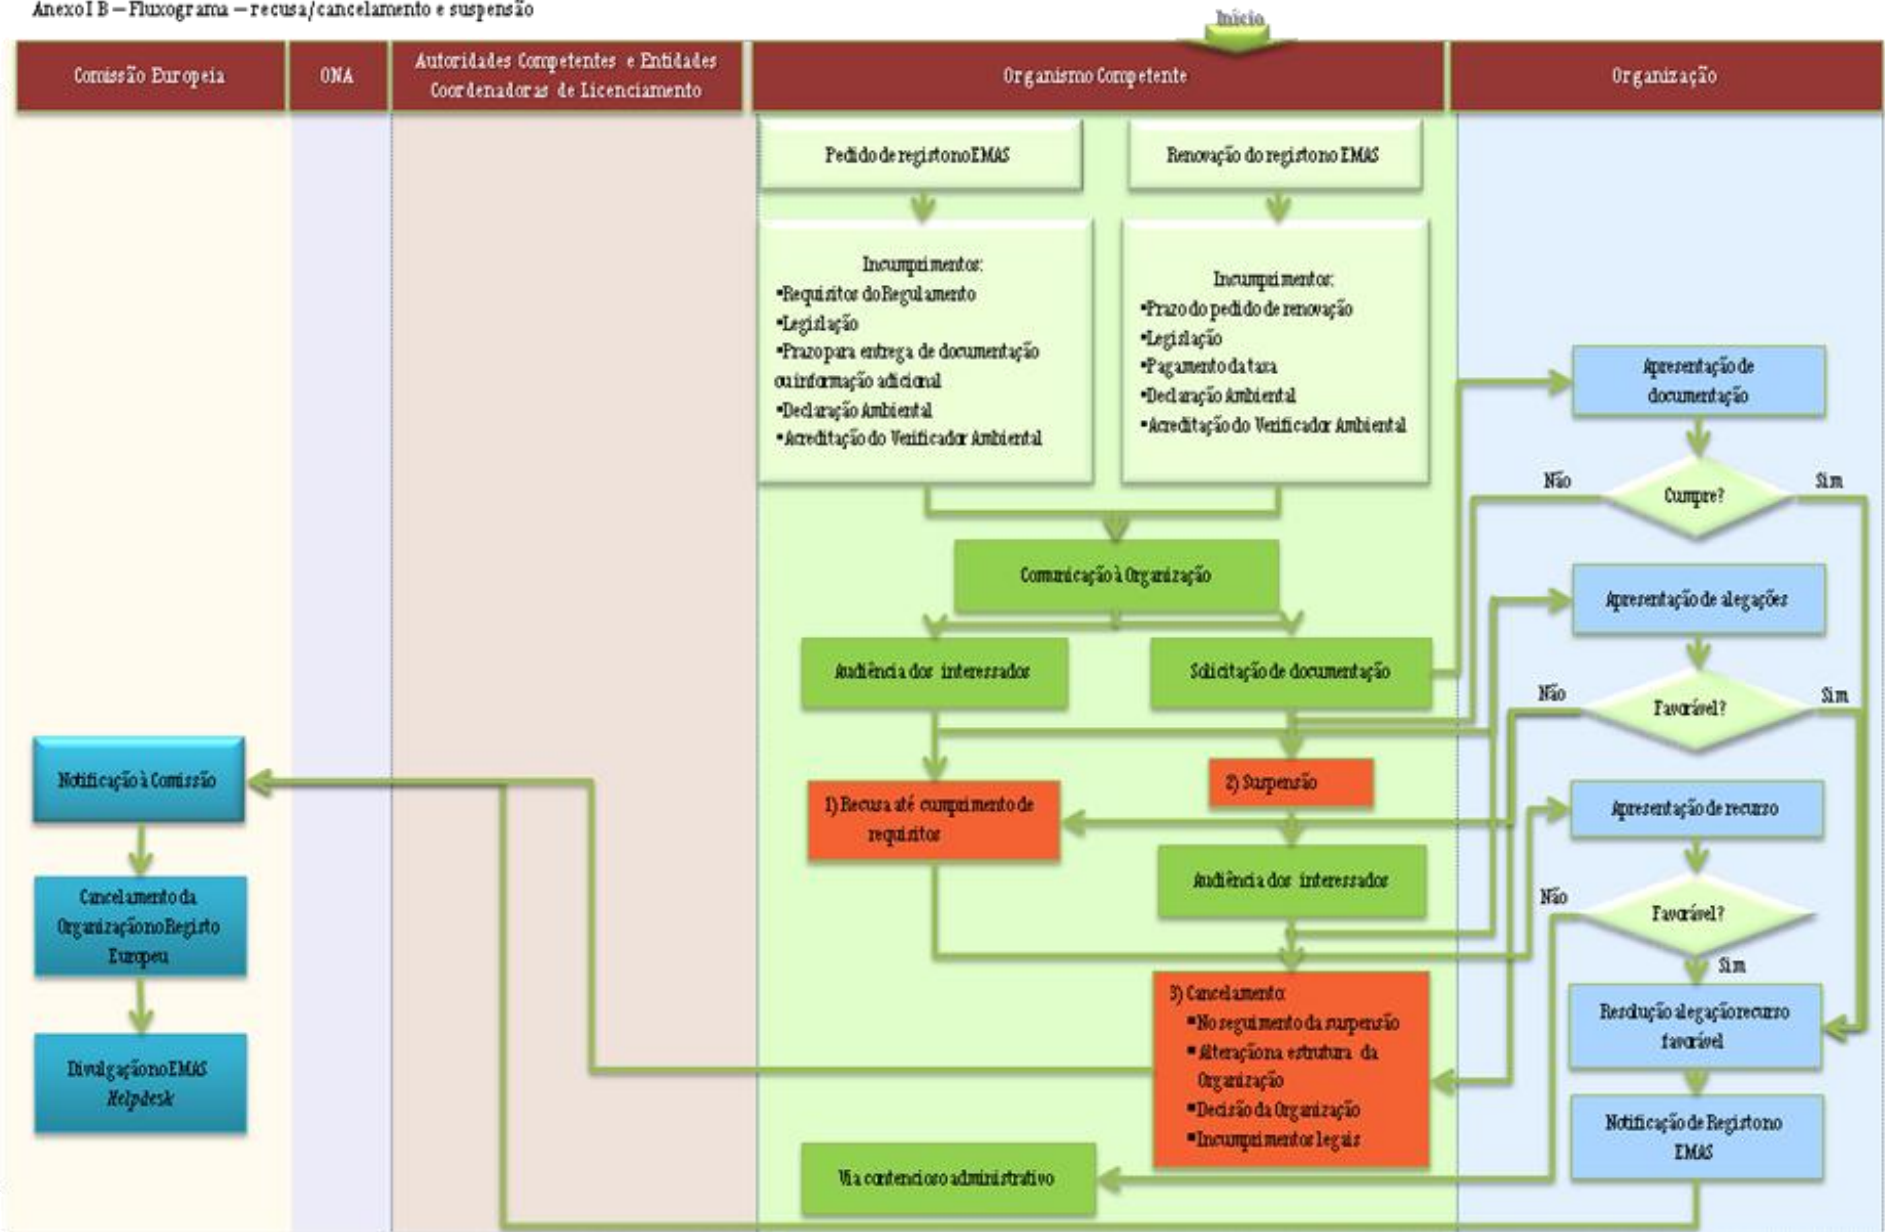 Anexo I B – Fluxograma – recusa/cancelamento e suspensão
Início
Comissão Europeia
ONA
Autoridades Competentes e Entidades
Coordenadoras de Licenciamento
Organismo Competente
Organização
Pedido de registo no EMAS
Renovação do registo no EMAS
Incumprimentos:
▪Requisitos do Regulamento
▪Legislação
▪Prazo para entrega de documentação
ou informação adicional
▪Declaração Ambiental
▪Acreditação do Verificador Ambiental
Incumprimentos:
▪Prazo do pedido de renovação
▪Legislação
▪Pagamento da taxa
▪Declaração Ambiental
▪Acreditação do Verificador Ambiental
Apresentação de
documentação
Não
Cumpre?
Sim
Comunicação à Organização
Apresentação de alegações
Audiência dos interessados
Solicitação de documentação
Não
Favorável?
Sim
Notificação à Comissão
1) Recusa até cumprimento de
requisitos
2) Suspensão
Apresentação de recurso
Audiência dos interessados
Não
Favorável?
Sim
Cancelamento da
Organização no Registo
Europeu
3) Cancelamento:
▪No seguimento da suspensão
▪Alteração na estrutura da
Organização
▪Decisão da Organização
▪Incumprimentos legais
Resolução alegação recurso
favorável
Divulgação no EMAS
Helpdesk
Notificação de Registo no
EMAS
Via contencioso administrativo